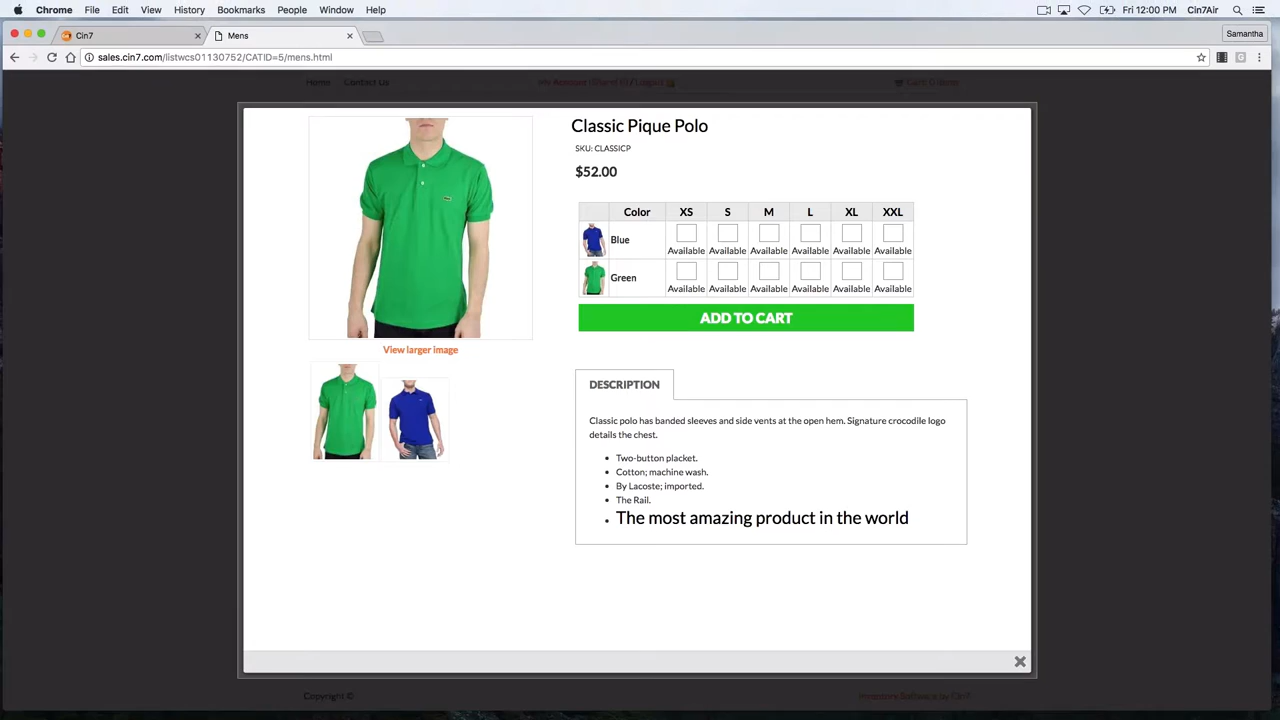 Chrome File Edit View History Bookmarks People Window Help Fri 12:00 PM Cin7Air
Cin7 Mens Samantha
sales.cin7.com/listwcs01130752/CATID=5/mens.html
Home Contact Us My Account (Shane G) / Logout Cart: 0 items
Classic Pique Polo
SKU: CLASSICP
$52.00
Color XS S M L XL XXL
Blue
Available Available Available Available Available Available
Green
Available Available Available Available Available Available
ADD TO CART
View larger image
DESCRIPTION
Classic polo has banded sleeves and side vents at the open hem. Signature crocodile logo
details the chest.
Two-button placket.
Cotton; machine wash.
By Lacoste; imported.
The Rail.
The most amazing product in the world
Copyright © Software by Cin7